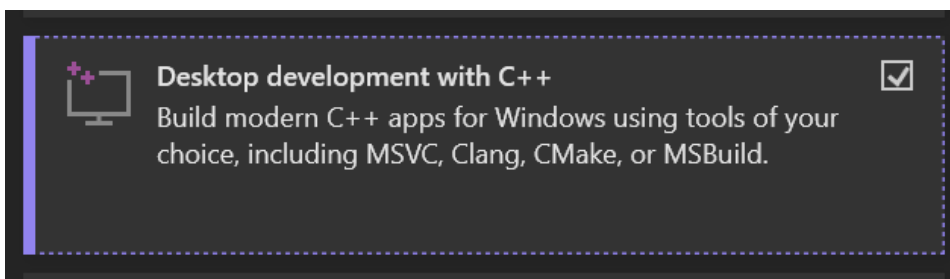 Desktop development with C++
Build modern C++ apps for Windows using tools of your
choice, including MSVC, Clang, CMake, or MSBuild.